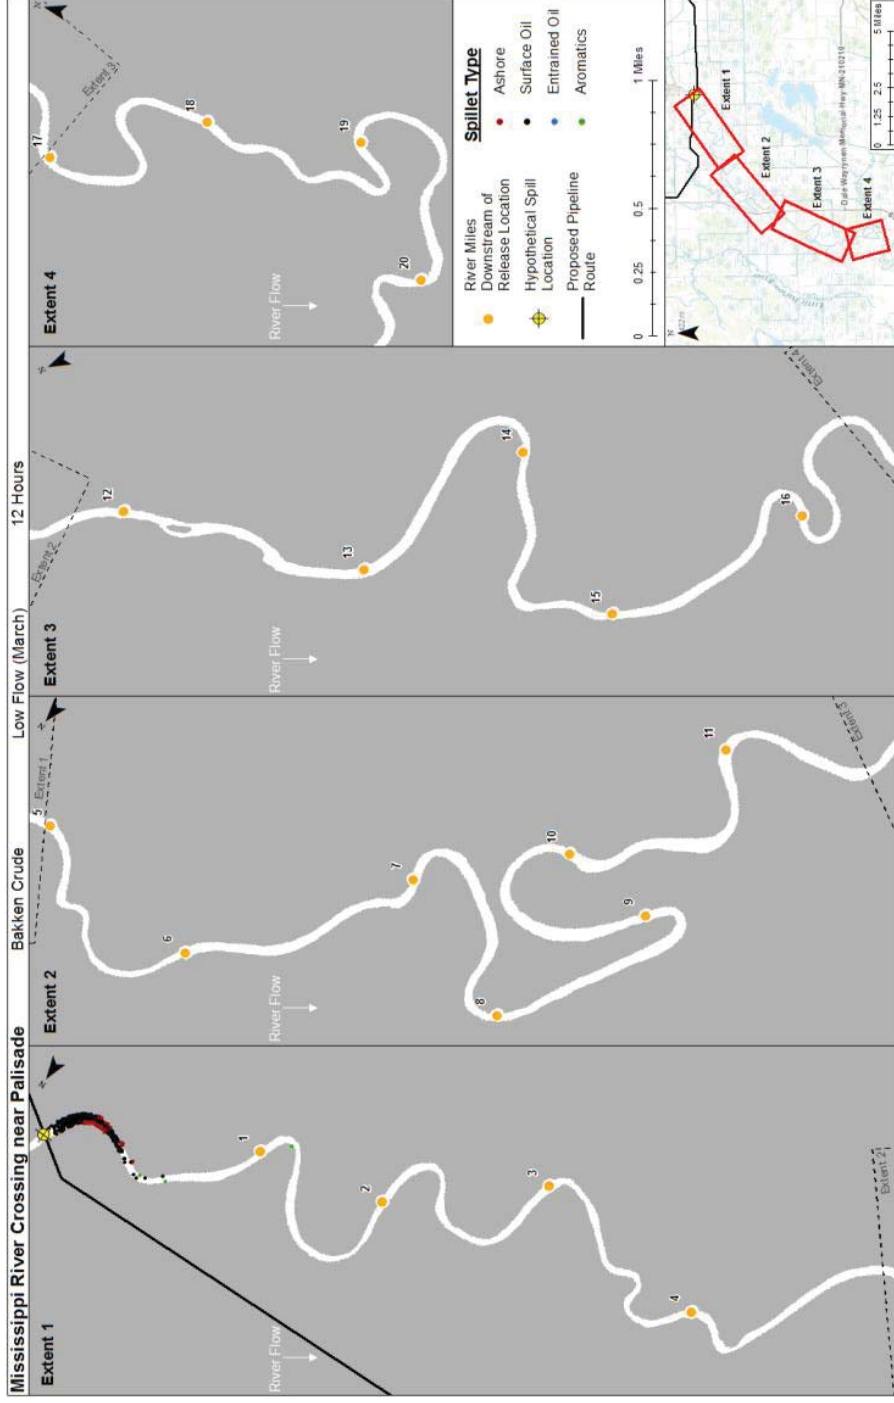 Mississippi River Crossing near Palisade
Bakken Crude
Low Flow (March)
12 Hours
Extent 1
River Flow
1
2
3
4
Extent 2
N
Extent 2
River Flow
Extent 1
5
6
7
8
9
10
11
Extent 3
N
Extent 3
River Flow
Extent 2
12
13
14
15
16
Extent 4
N
Extent 4
River Flow
17
Extent 3
18
19
20
N
River Miles
Downstream of
Release Location
Hypothetical Spill
Location
Proposed Pipeline
Route
Spillet Type
Ashore
Surface Oil
Entrained Oil
Aromatics
0
0.25
0.5
1 Miles
N
Extent 1
Extent 2
Extent 3
Extent 4
0
1.25
2.5
5 Miles